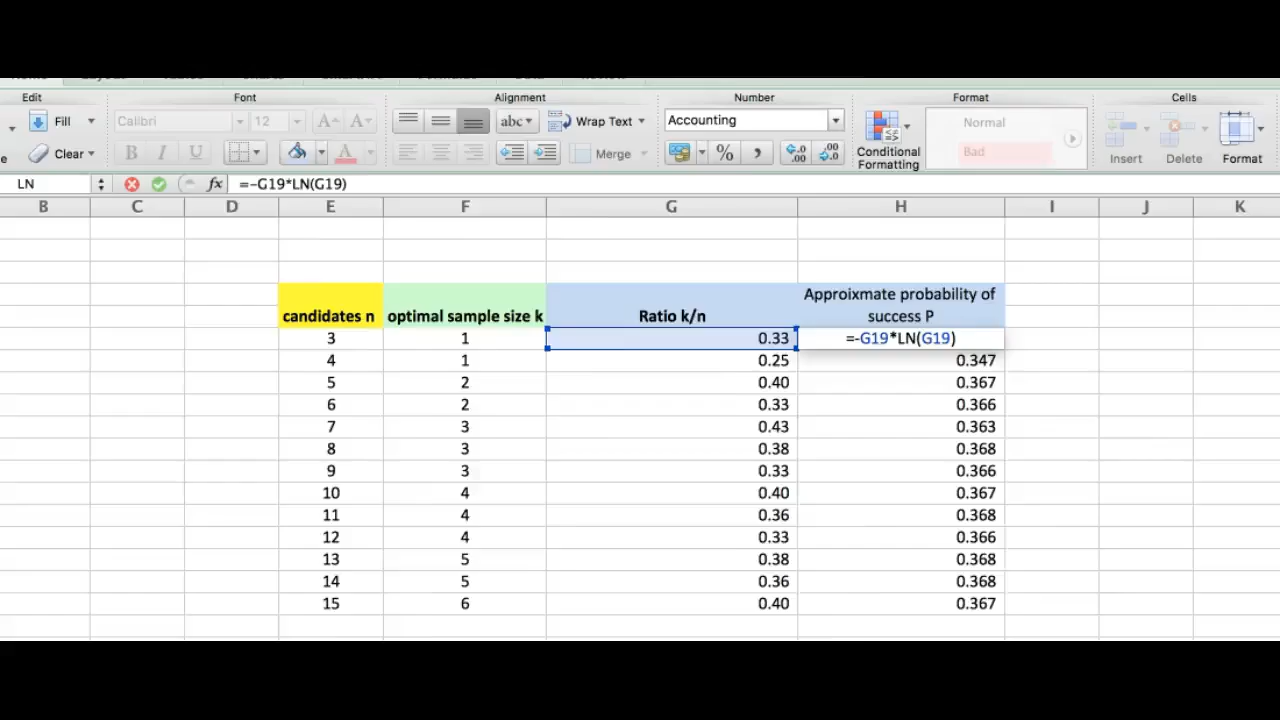 Edit Font Alignment Number Format Cells
Fill Calibri 12 A A abc Wrap Text Accounting Normal
Clear B I U A Merge % Conditional Formatting Bad Insert Delete Format
LN fx =-G19*LN(G19)
B C D E F G H I J K
candidates n optimal sample size k Ratio k/n Approixmate probability of
success P
3 1 0.33 =-G19*LN(G19)
4 1 0.25 0.347
5 2 0.40 0.367
6 2 0.33 0.366
7 3 0.43 0.363
8 3 0.38 0.368
9 3 0.33 0.366
10 4 0.40 0.367
11 4 0.36 0.368
12 4 0.33 0.366
13 5 0.38 0.368
14 5 0.36 0.368
15 6 0.40 0.367